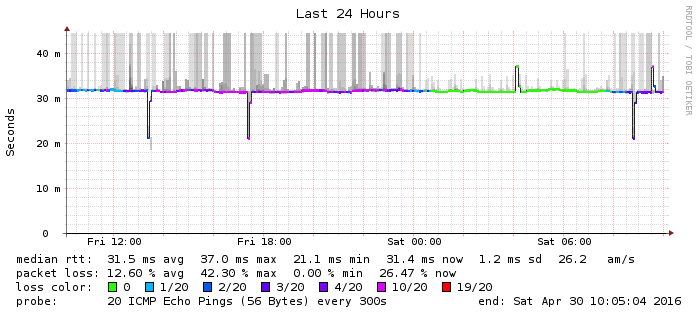 Last 24 Hours
RRDTOOL / TOBI OETIKER
Seconds
40 m
30 m
20 m
10 m
0
Fri 12:00 Fri 18:00 Sat 00:00 Sat 06:00
median rtt: 31.5 ms avg 37.0 ms max 21.1 ms min 31.4 ms now 1.2 ms sd 26.2 am/s
packet loss: 12.60 % avg 42.30 % max 0.00 % min 26.47 % now
loss color: 0 1/20 2/20 3/20 4/20 10/20 19/20
probe: 20 ICMP Echo Pings (56 Bytes) every 300s end: Sat Apr 30 10:05:04 2016